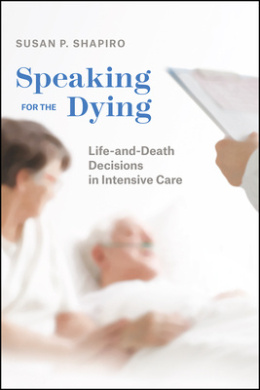 SUSAN P. SHAPIRO
Speaking
FOR THE Dying
Life-and-Death
Decisions
in Intensive Care